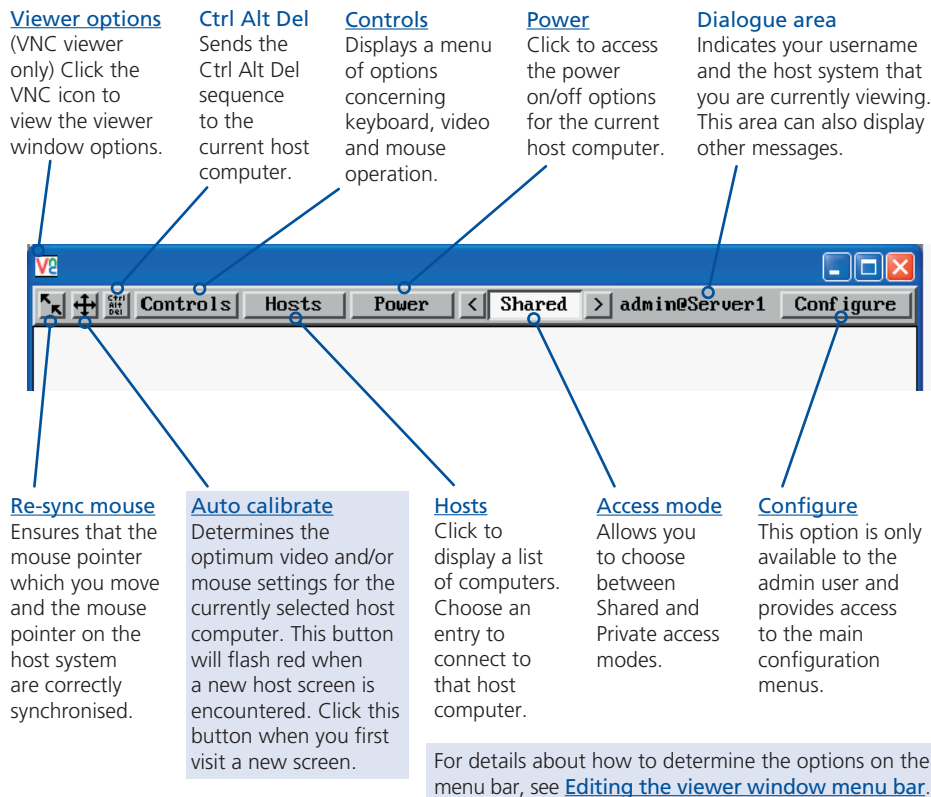 Viewer options
(VNC viewer
only) Click the
VNC icon to
view the viewer
window options.
Ctrl Alt Del
Sends the
Ctrl Alt Del
sequence
to the
current host
computer.
Controls
Displays a menu
of options
concerning
keyboard, video
and mouse
operation.
Power
Click to access
the power
on/off options
for the current
host computer.
Dialogue area
Indicates your username
and the host system that
you are currently viewing.
This area can also display
other messages.
Ctrl
Alt
Del
Controls
Hosts
Power
<
Shared
>
admin@Server1
Configure
Re-sync mouse
Ensures that the
mouse pointer
which you move
and the mouse
pointer on the
host system
are correctly
synchronised.
Auto calibrate
Determines the
optimum video and/or
mouse settings for the
currently selected host
computer. This button
will flash red when
a new host screen is
encountered. Click this
button when you first
visit a new screen.
Hosts
Click to
display a list
of computers.
Choose an
entry to
connect to
that host
computer.
Access mode
Allows you
to choose
between
Shared and
Private access
modes.
Configure
This option is only
available to the
admin user and
provides access
to the main
configuration
menus.
For details about how to determine the options on the
menu bar, see Editing the viewer window menu bar.